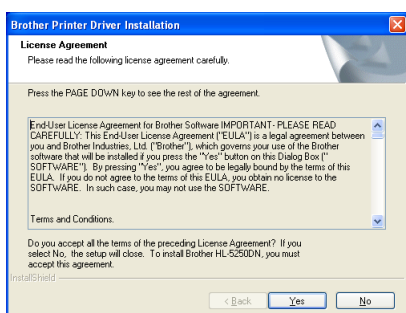 Brother Printer Driver Installation
License Agreement
Please read the following license agreement carefully.
Press the PAGE DOWN key to see the rest of the agreement.
End-User License Agreement for Brother Software IMPORTANT- PLEASE READ
CAREFULLY: This End-User License Agreement ("EULA") is a legal agreement between
you and Brother Industries, Ltd. ("Brother"), which governs your use of the Brother
software that will be installed if you press the "Yes" button on this Dialog Box ("
SOFTWARE"). By pressing "Yes", you agree to be legally bound by the terms of this
EULA. If you do not agree to the terms of this EULA, you obtain no license to the
SOFTWARE. In such case, you may not use the SOFTWARE.
Terms and Conditions.
Do you accept all the terms of the preceding License Agreement? If you
select No, the setup will close. To install Brother HL-5250DN, you must
accept this agreement.
InstallShield
< Back Yes No